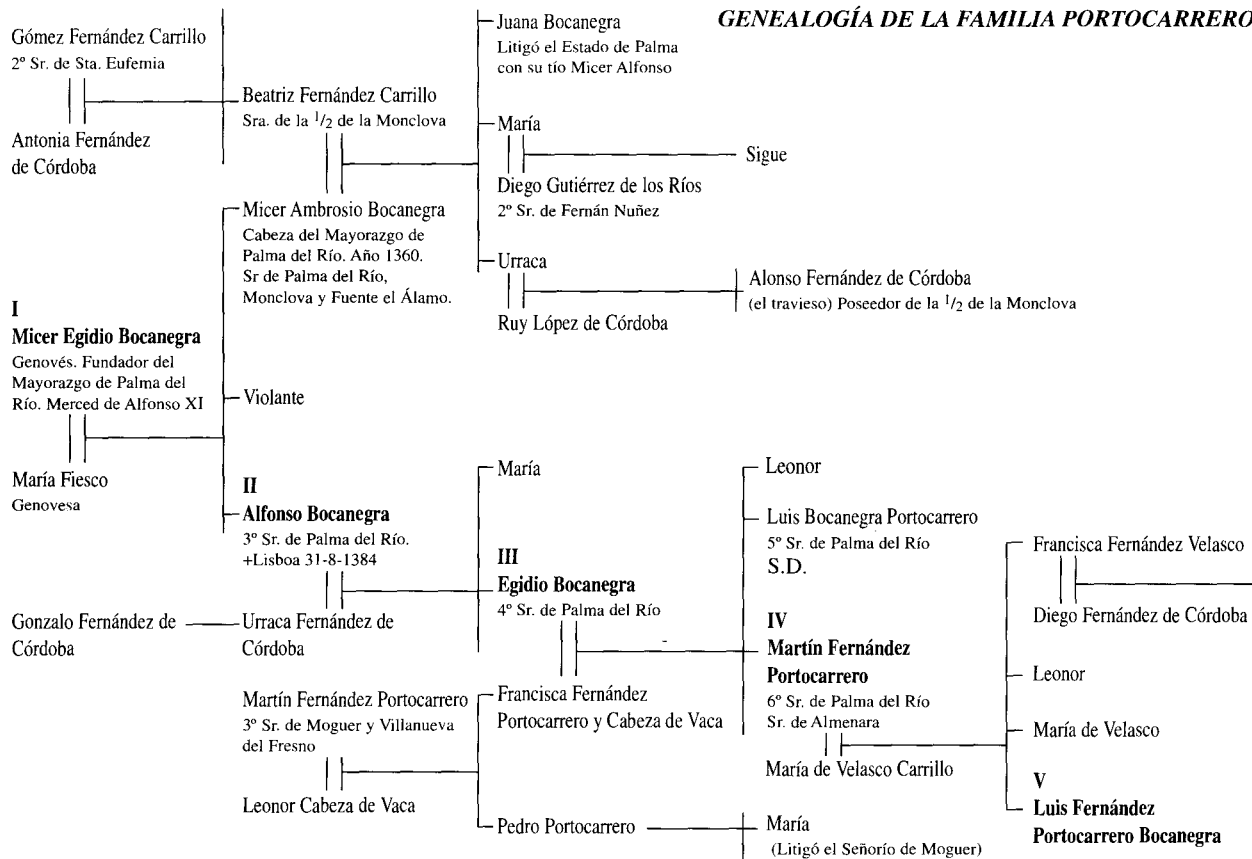 GENEALOGÍA DE LA FAMILIA PORTOCARRERO
Gómez Fernández Carrillo
2º Sr. de Sta. Eufemia
Antonia Fernández
de Córdoba
I
Micer Egidio Bocanegra
Genovés. Fundador del
Mayorazgo de Palma del
Río. Merced de Alfonso XI
María Fiesco
Genovesa
Gonzalo Fernández de
Córdoba
Beatriz Fernández Carrillo
Sra. de la 1/2 de la Monclova
Micer Ambrosio Bocanegra
Cabeza del Mayorazgo de
Palma del Río. Año 1360.
Sr de Palma del Río,
Monclova y Fuente el Álamo.
Violante
II
Alfonso Bocanegra
3º Sr. de Palma del Río.
+Lisboa 31-8-1384
Urraca Fernández de
Córdoba
Martín Fernández Portocarrero
3º Sr. de Moguer y Villanueva
del Fresno
Leonor Cabeza de Vaca
Juana Bocanegra
Litigó el Estado de Palma
con su tío Micer Alfonso
María
Diego Gutiérrez de los Ríos
2º Sr. de Fernán Nuñez
Sigue
Urraca
Ruy López de Córdoba
Alonso Fernández de Córdoba
(el travieso) Poseedor de la 1/2 de la Monclova
María
III
Egidio Bocanegra
4º Sr. de Palma del Río
Francisca Fernández
Portocarrero y Cabeza de Vaca
Pedro Portocarrero
Leonor
Luis Bocanegra Portocarrero
5º Sr. de Palma del Río
S.D.
IV
Martín Fernández
Portocarrero
6º Sr. de Palma del Río
Sr. de Almenara
María de Velasco Carrillo
María
(Litigó el Señorío de Moguer)
Francisca Fernández Velasco
Diego Fernández de Córdoba
Leonor
María de Velasco
V
Luis Fernández
Portocarrero Bocanegra